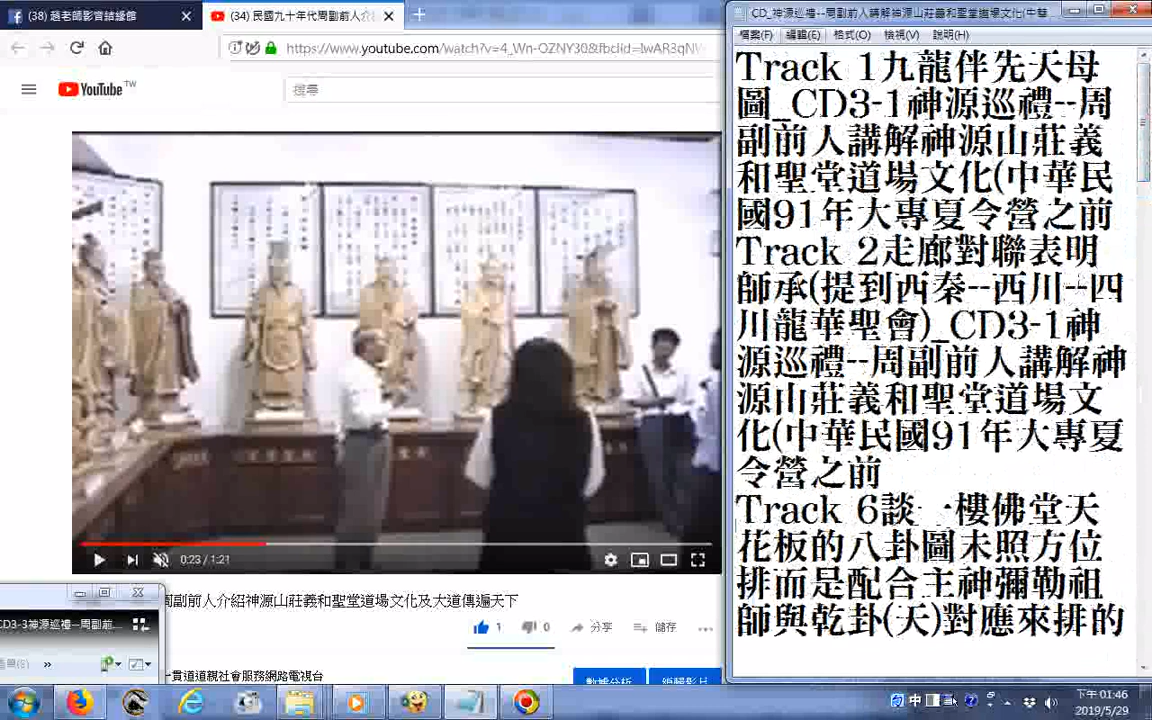 (38) 趙老師影音結緣館
(34) 民國九十年代周副前人介紹
https://www.youtube.com/watch?v=4_Wn-OZNY30&fbclid=IwAR3qNW
YouTube TW
搜尋
0:23 / 1:21
周副前人介紹神源山莊義和聖堂道場文化及大道傳遍天下
1
0
分享
儲存
一貫道道親社會服務網路電視台
數據分析
編輯影片
CD3-3神源巡禮--周副前...
CD_神源巡禮--周副前人講解神源山莊義和聖堂道場文化(中華
檔案(F) 編輯(E) 格式(O) 檢視(V) 說明(H)
Track 1九龍伴先天母
圖_CD3-1神源巡禮--周
副前人講解神源山莊義
和聖堂道場文化(中華民
國91年大專夏令營之前
Track 2走廊對聯表明
師承(提到西秦--西川--四
川龍華聖會)_CD3-1神
源巡禮--周副前人講解神
源山莊義和聖堂道場文
化(中華民國91年大專夏
令營之前
Track 6談一樓佛堂天
花板的八卦圖未照方位
排而是配合主神彌勒祖
師與乾卦(天)對應來排的
中
下午 01:46
2019/5/29